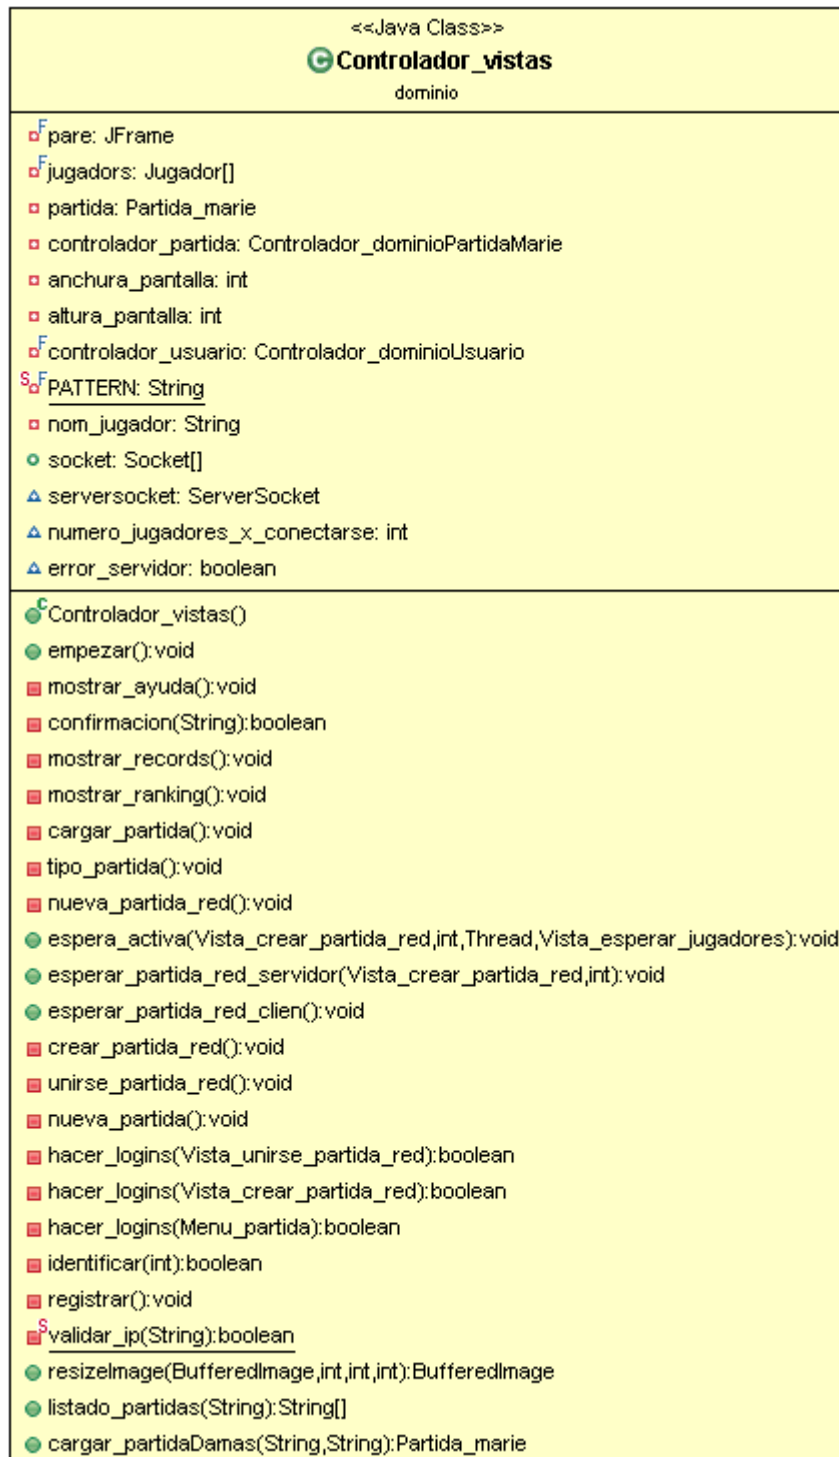 <<Java Class>>
Controlador_vistas
dominio
pare: JFrame
jugadors: Jugador[]
partida: Partida_marie
controlador_partida: Controlador_dominioPartidaMarie
anchura_pantalla: int
altura_pantalla: int
controlador_usuario: Controlador_dominioUsuario
PATTERN: String
nom_jugador: String
socket: Socket[]
serversocket: ServerSocket
numero_jugadores_x_conectarse: int
error_servidor: boolean
Controlador_vistas()
empezar():void
mostrar_ayuda():void
confirmacion(String):boolean
mostrar_records():void
mostrar_ranking():void
cargar_partida():void
tipo_partida():void
nueva_partida_red():void
espera_activa(Vista_crear_partida_red,int,Thread,Vista_esperar_jugadores):void
esperar_partida_red_servidor(Vista_crear_partida_red,int):void
esperar_partida_red_clien():void
crear_partida_red():void
unirse_partida_red():void
nueva_partida():void
hacer_logins(Vista_unirse_partida_red):boolean
hacer_logins(Vista_crear_partida_red):boolean
hacer_logins(Menu_partida):boolean
identificar(int):boolean
registrar():void
validar_ip(String):boolean
resizeImage(BufferedImage,int,int,int):BufferedImage
listado_partidas(String):String[]
cargar_partidaDamas(String,String):Partida_marie